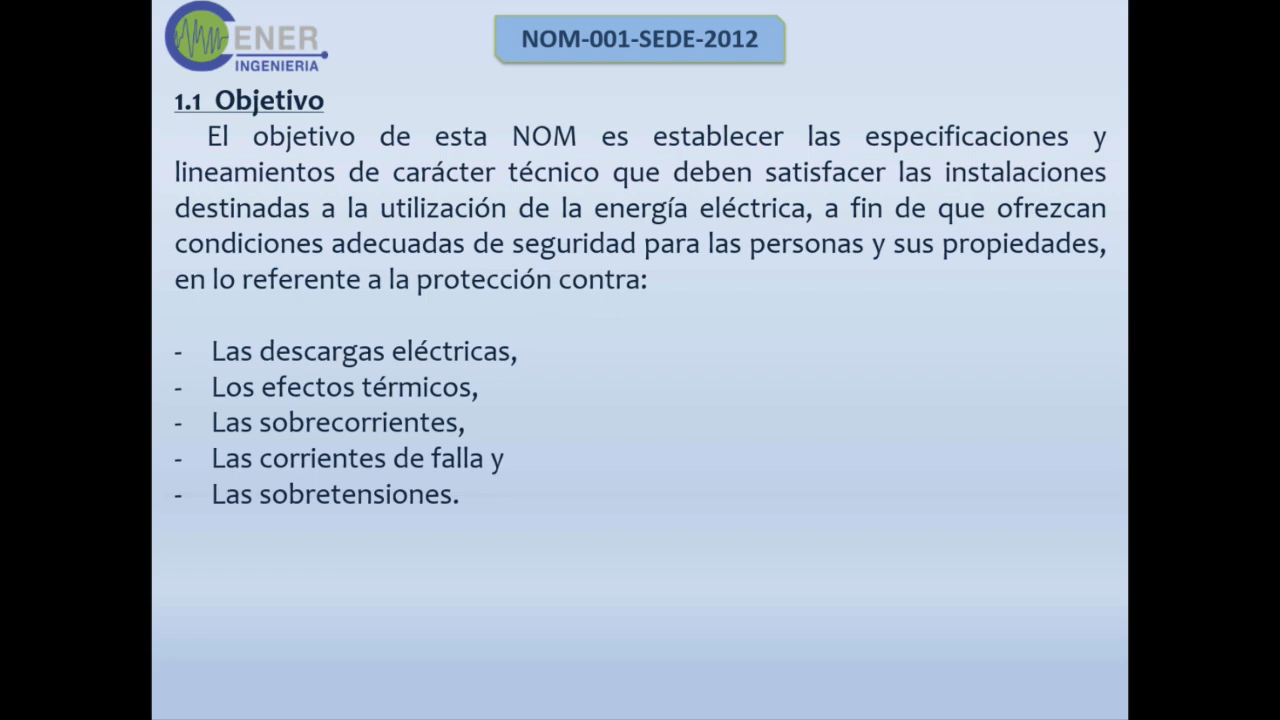 CENER
INGENIERIA
NOM-001-SEDE-2012
1.1 Objetivo
El objetivo de esta NOM es establecer las especificaciones y
lineamientos de carácter técnico que deben satisfacer las instalaciones
destinadas a la utilización de la energía eléctrica, a fin de que ofrezcan
condiciones adecuadas de seguridad para las personas y sus propiedades,
en lo referente a la protección contra:
- Las descargas eléctricas,
- Los efectos térmicos,
- Las sobrecorrientes,
- Las corrientes de falla y
- Las sobretensiones.